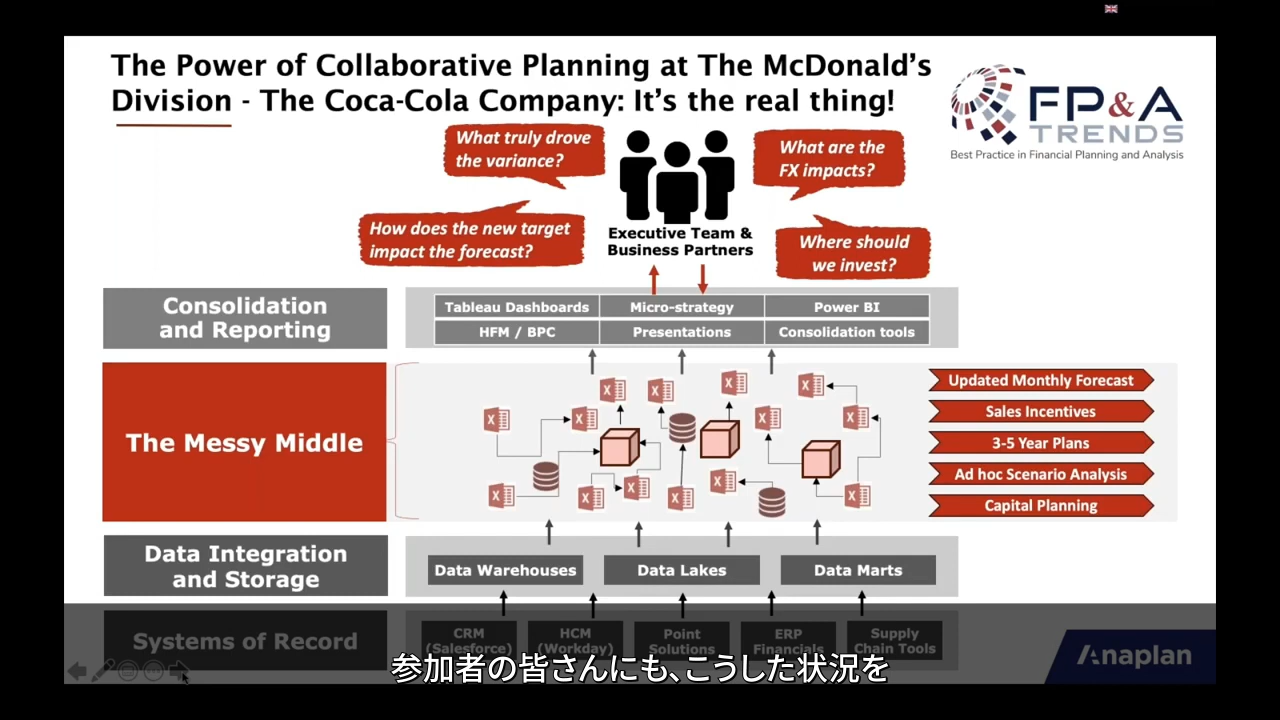 The Power of Collaborative Planning at The McDonald's
Division - The Coca-Cola Company: It's the real thing!
FP&A
TRENDS
Best Practice in Financial Planning and Analysis
What truly drove
the variance?
What are the
FX impacts?
How does the new target
impact the forecast?
Executive Team &
Business Partners
Where should
we invest?
Consolidation
and Reporting
Tableau Dashboards
Micro-strategy
Power BI
HFM / BPC
Presentations
Consolidation tools
The Messy Middle
Updated Monthly Forecast
Sales Incentives
3-5 Year Plans
Ad hoc Scenario Analysis
Capital Planning
Data Integration
and Storage
Data Warehouses
Data Lakes
Data Marts
Systems of Record
CRM
(Salesforce)
HCM
(Workday)
Point
Solutions
ERP
Financials
Supply
Chain Tools
Anaplan
参加者の皆さんにも、こうした状況を